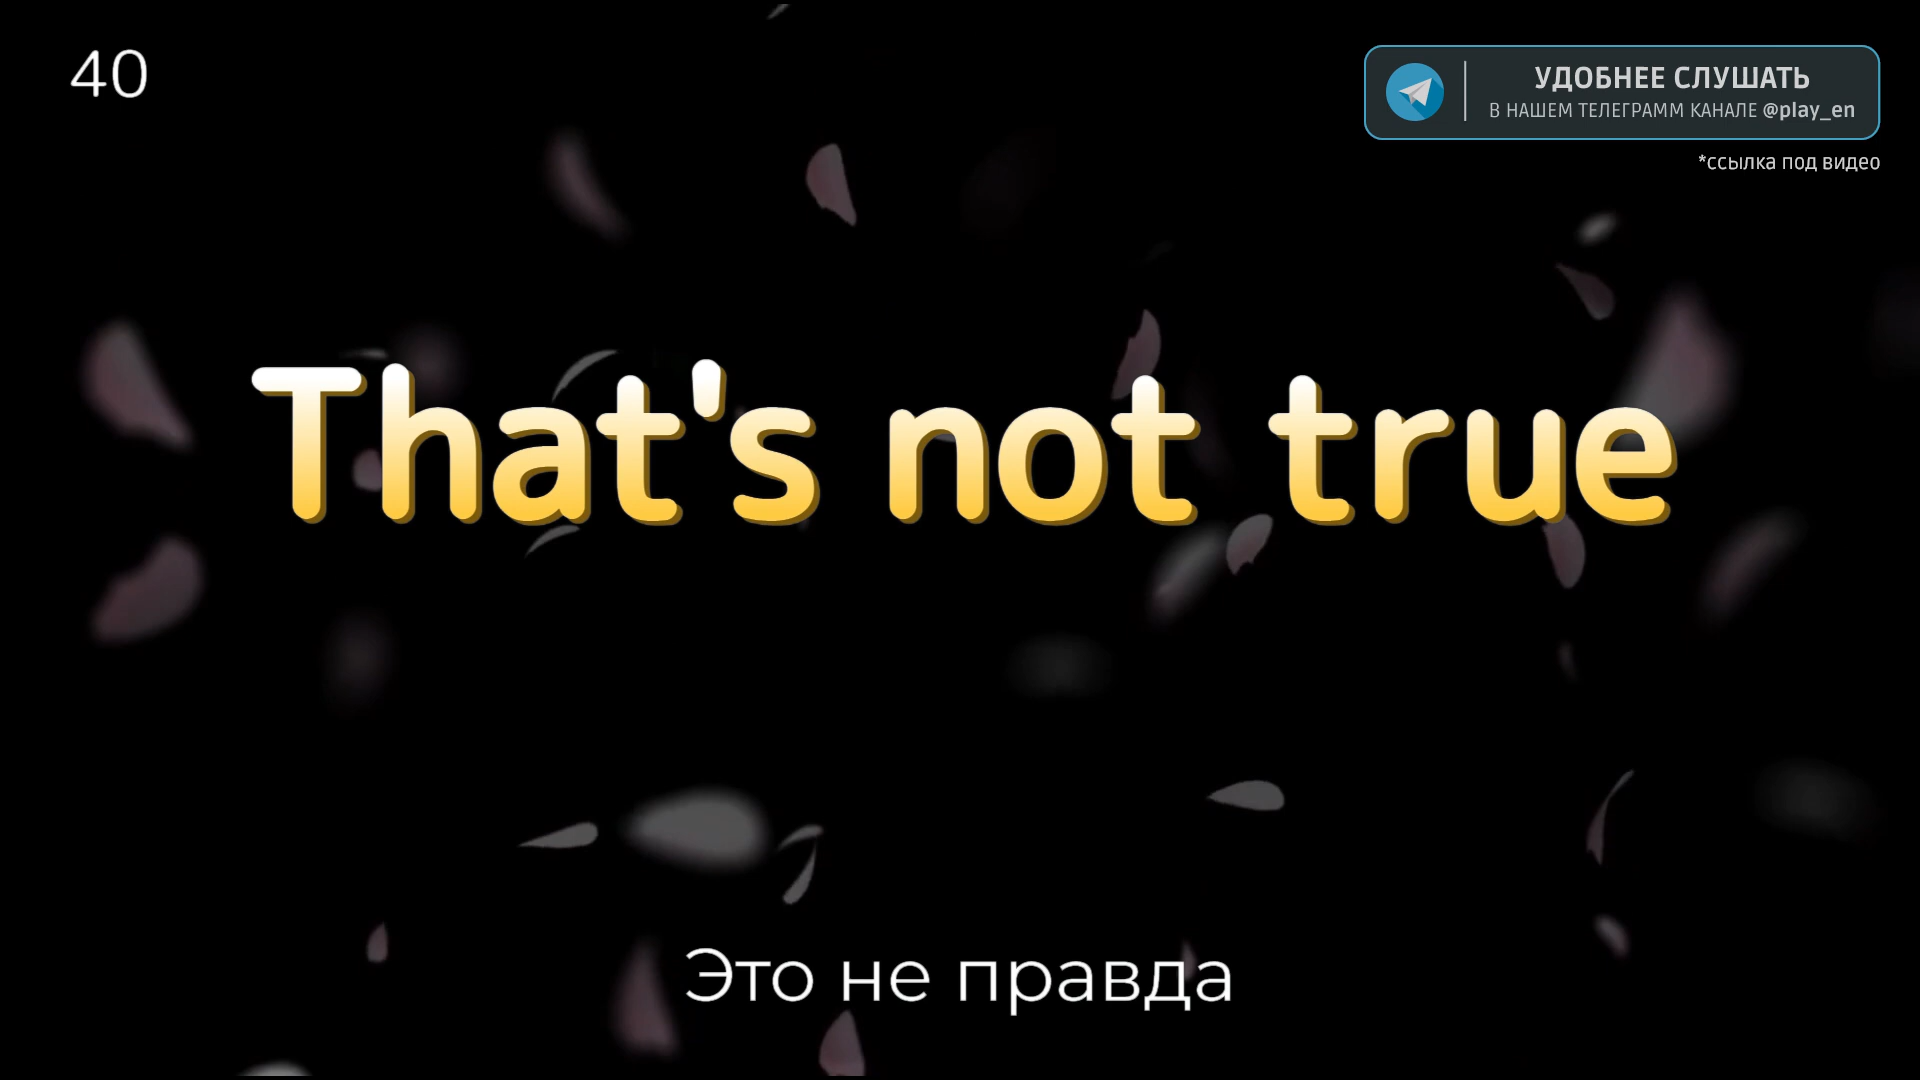 40
УДОБНЕЕ СЛУШАТЬ
В НАШЕМ ТЕЛЕГРАММ КАНАЛЕ @play_en
*ссылка под видео
That's not true
Это не правда